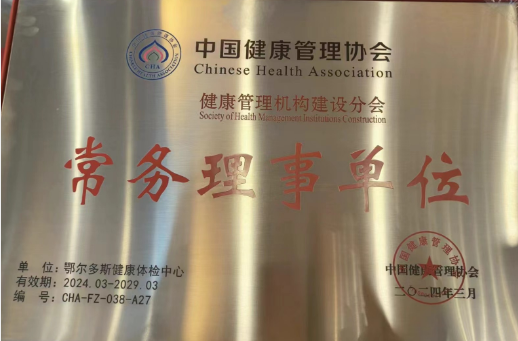 中国健康管理协会
Chinese Health Association
CHA
健康管理机构建设分会
Society of Health Management Institutions Construction
常务理事单位
单 位:鄂尔多斯健康体检中心
有效期:2024.03-2029.03
编 号:CHA-FZ-038-A27
中国健康管理协会
二〇二四年三月